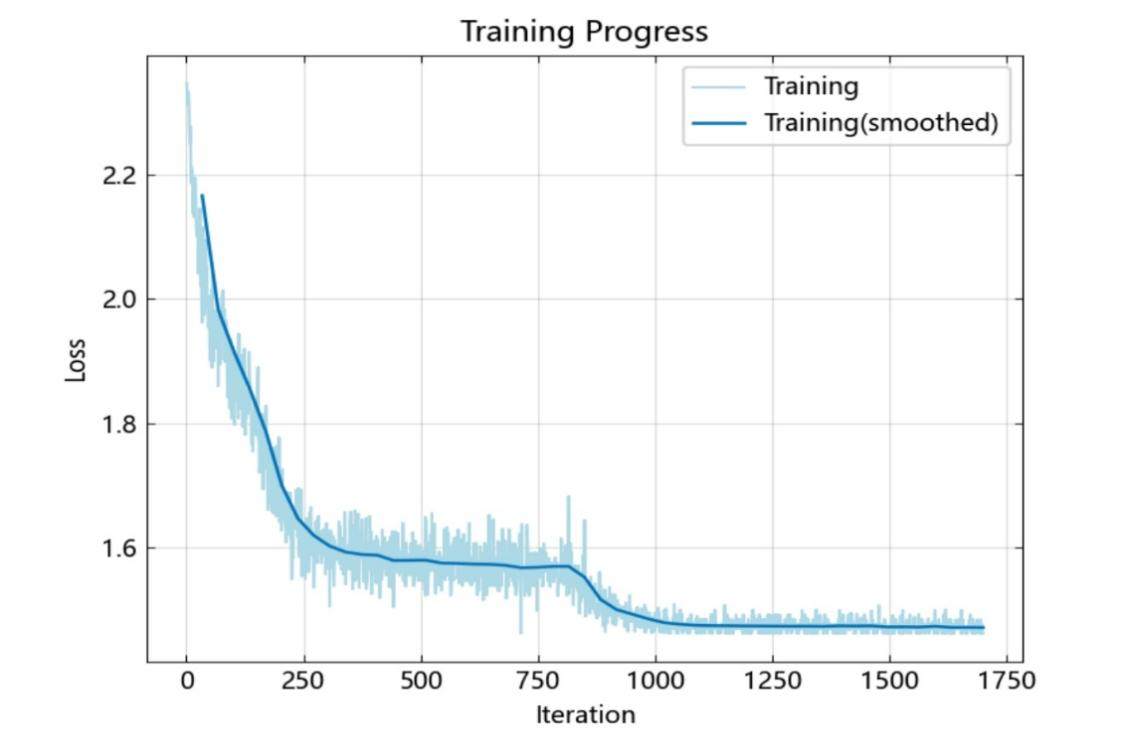 Training Progress
Training
Training(smoothed)
2.2
2.0
1.8
1.6
Loss
0 250 500 750 1000 1250 1500 1750
Iteration